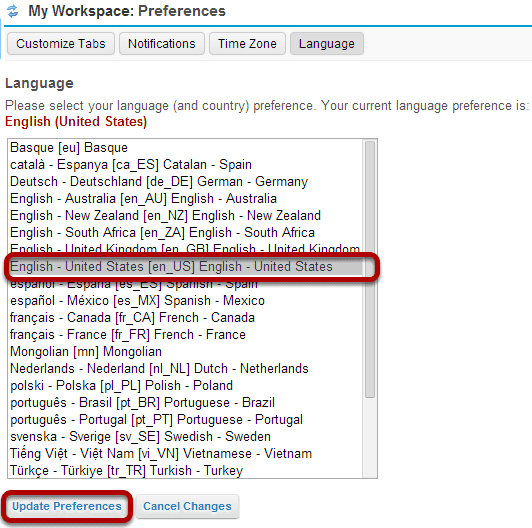 My Workspace: Preferences
Customize Tabs Notifications Time Zone Language
Language
Please select your language (and country) preference. Your current language preference is:
English (United States)
Basque [eu] Basque
català - Espanya [ca_ES] Catalan - Spain
Deutsch - Deutschland [de_DE] German - Germany
English - Australia [en_AU] English - Australia
English - New Zealand [en_NZ] English - New Zealand
English - South Africa [en_ZA] English - South Africa
English - United Kingdom [en_GB] English - United Kingdom
English - United States [en_US] English - United States
español - España [es_ES] Spanish - Spain
español - México [es_MX] Spanish - Mexico
français - Canada [fr_CA] French - Canada
français - France [fr_FR] French - France
Mongolian [mn] Mongolian
Nederlands - Nederland [nl_NL] Dutch - Netherlands
polski - Polska [pl_PL] Polish - Poland
português - Brasil [pt_BR] Portuguese - Brazil
português - Portugal [pt_PT] Portuguese - Portugal
svenska - Sverige [sv_SE] Swedish - Sweden
Tiếng Việt - Việt Nam [vi_VN] Vietnamese - Vietnam
Türkçe - Türkiye [tr_TR] Turkish - Turkey
Update Preferences Cancel Changes